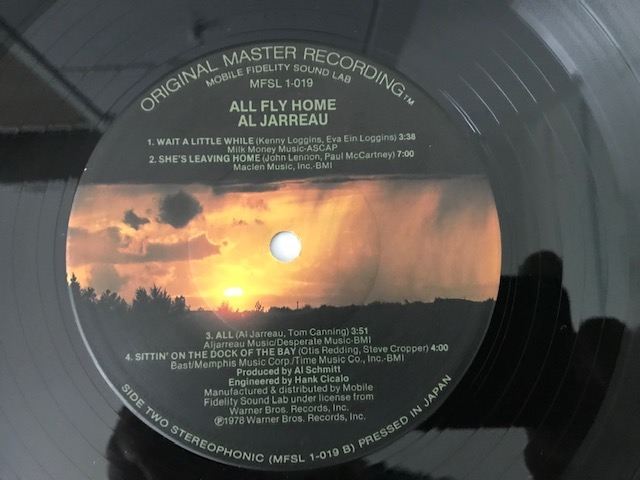 ORIGINAL MASTER RECORDING™
MOBILE FIDELITY SOUND LAB
MFSL 1-019
ALL FLY HOME
AL JARREAU
1. WAIT A LITTLE WHILE (Kenny Loggins, Eva Ein Loggins) 3:38
Milk Money Music-ASCAP
2. SHE'S LEAVING HOME (John Lennon, Paul McCartney) 7:00
Maclen Music, Inc.-BMI
3. ALL (Al Jarreau, Tom Canning) 3:51
Aljarreau Music/Desperate Music-BMI
4. SITTIN' ON THE DOCK OF THE BAY (Otis Redding, Steve Cropper) 4:00
East/Memphis Music Corp./Time Music Co., Inc.-BMI
Produced by Al Schmitt
Engineered by Hank Cicalo
Manufactured & distributed by Mobile
Fidelity Sound Lab under license from
Warner Bros. Records, Inc.
℗1978 Warner Bros. Records, Inc.
SIDE TWO STEREOPHONIC (MFSL 1-019 B) PRESSED IN JAPAN